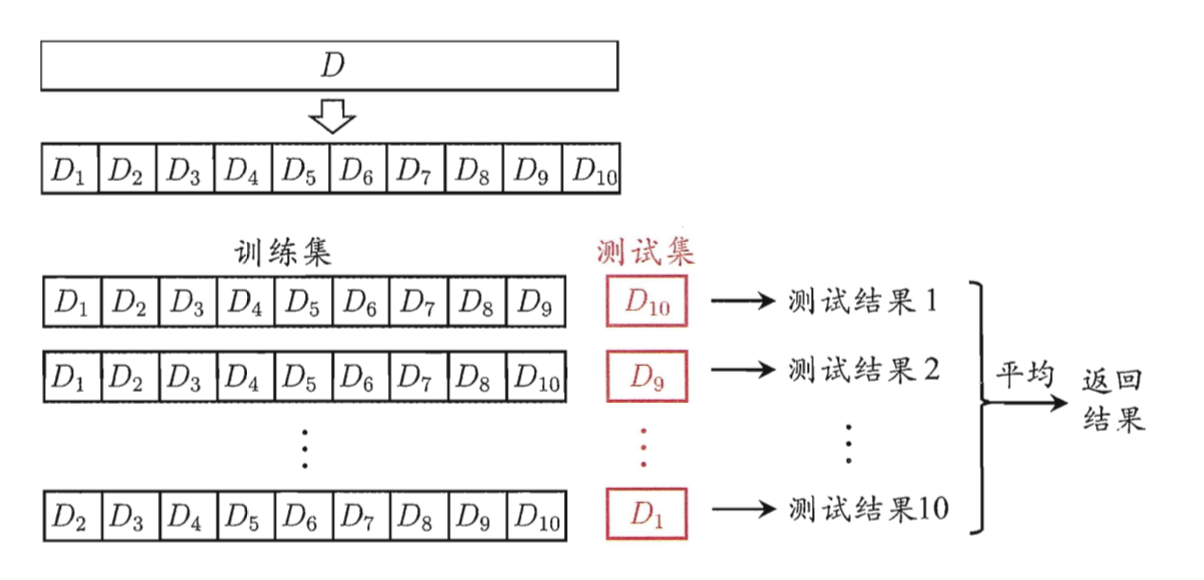 D
D₁ D₂ D₃ D₄ D₅ D₆ D₇ D₈ D₉ D₁₀
训练集 测试集
D₁ D₂ D₃ D₄ D₅ D₆ D₇ D₈ D₉ D₁₀ 测试结果 1
D₁ D₂ D₃ D₄ D₅ D₆ D₇ D₈ D₁₀ D₉ 测试结果 2
平均 返回
结果
⋮ ⋮ ⋮
D₂ D₃ D₄ D₅ D₆ D₇ D₈ D₉ D₁₀ D₁ 测试结果10